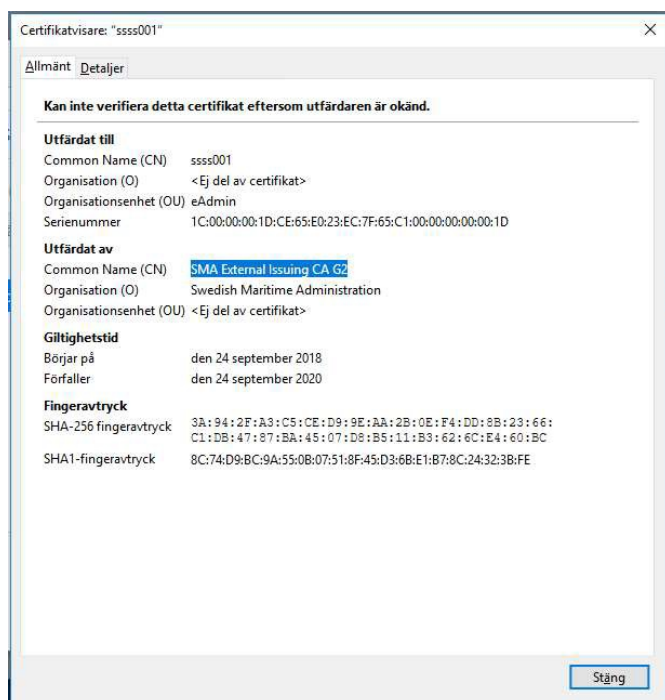 Certifikatvisare: "ssss001"
Allmänt Detaljer
Kan inte verifiera detta certifikat eftersom utfärdaren är okänd.
Utfärdat till
Common Name (CN) ssss001
Organisation (O) <Ej del av certifikat>
Organisationsenhet (OU) eAdmin
Serienummer 1C:00:00:00:1D:CE:65:E0:23:EC:7F:65:C1:00:00:00:00:00:1D
Utfärdat av
Common Name (CN) SMA External Issuing CA G2
Organisation (O) Swedish Maritime Administration
Organisationsenhet (OU) <Ej del av certifikat>
Giltighetstid
Börjar på den 24 september 2018
Förfaller den 24 september 2020
Fingeravtryck
SHA-256 fingeravtryck 3A:94:2F:A3:C5:CE:D9:9E:AA:2B:0E:F4:DD:8B:23:66:
C1:DB:47:87:BA:45:07:D8:B5:11:B3:62:6C:E4:60:BC
SHA1-fingeravtryck 8C:74:D9:BC:9A:55:0B:07:51:8F:45:D3:6B:E1:B7:8C:24:32:3B:FE
Stäng